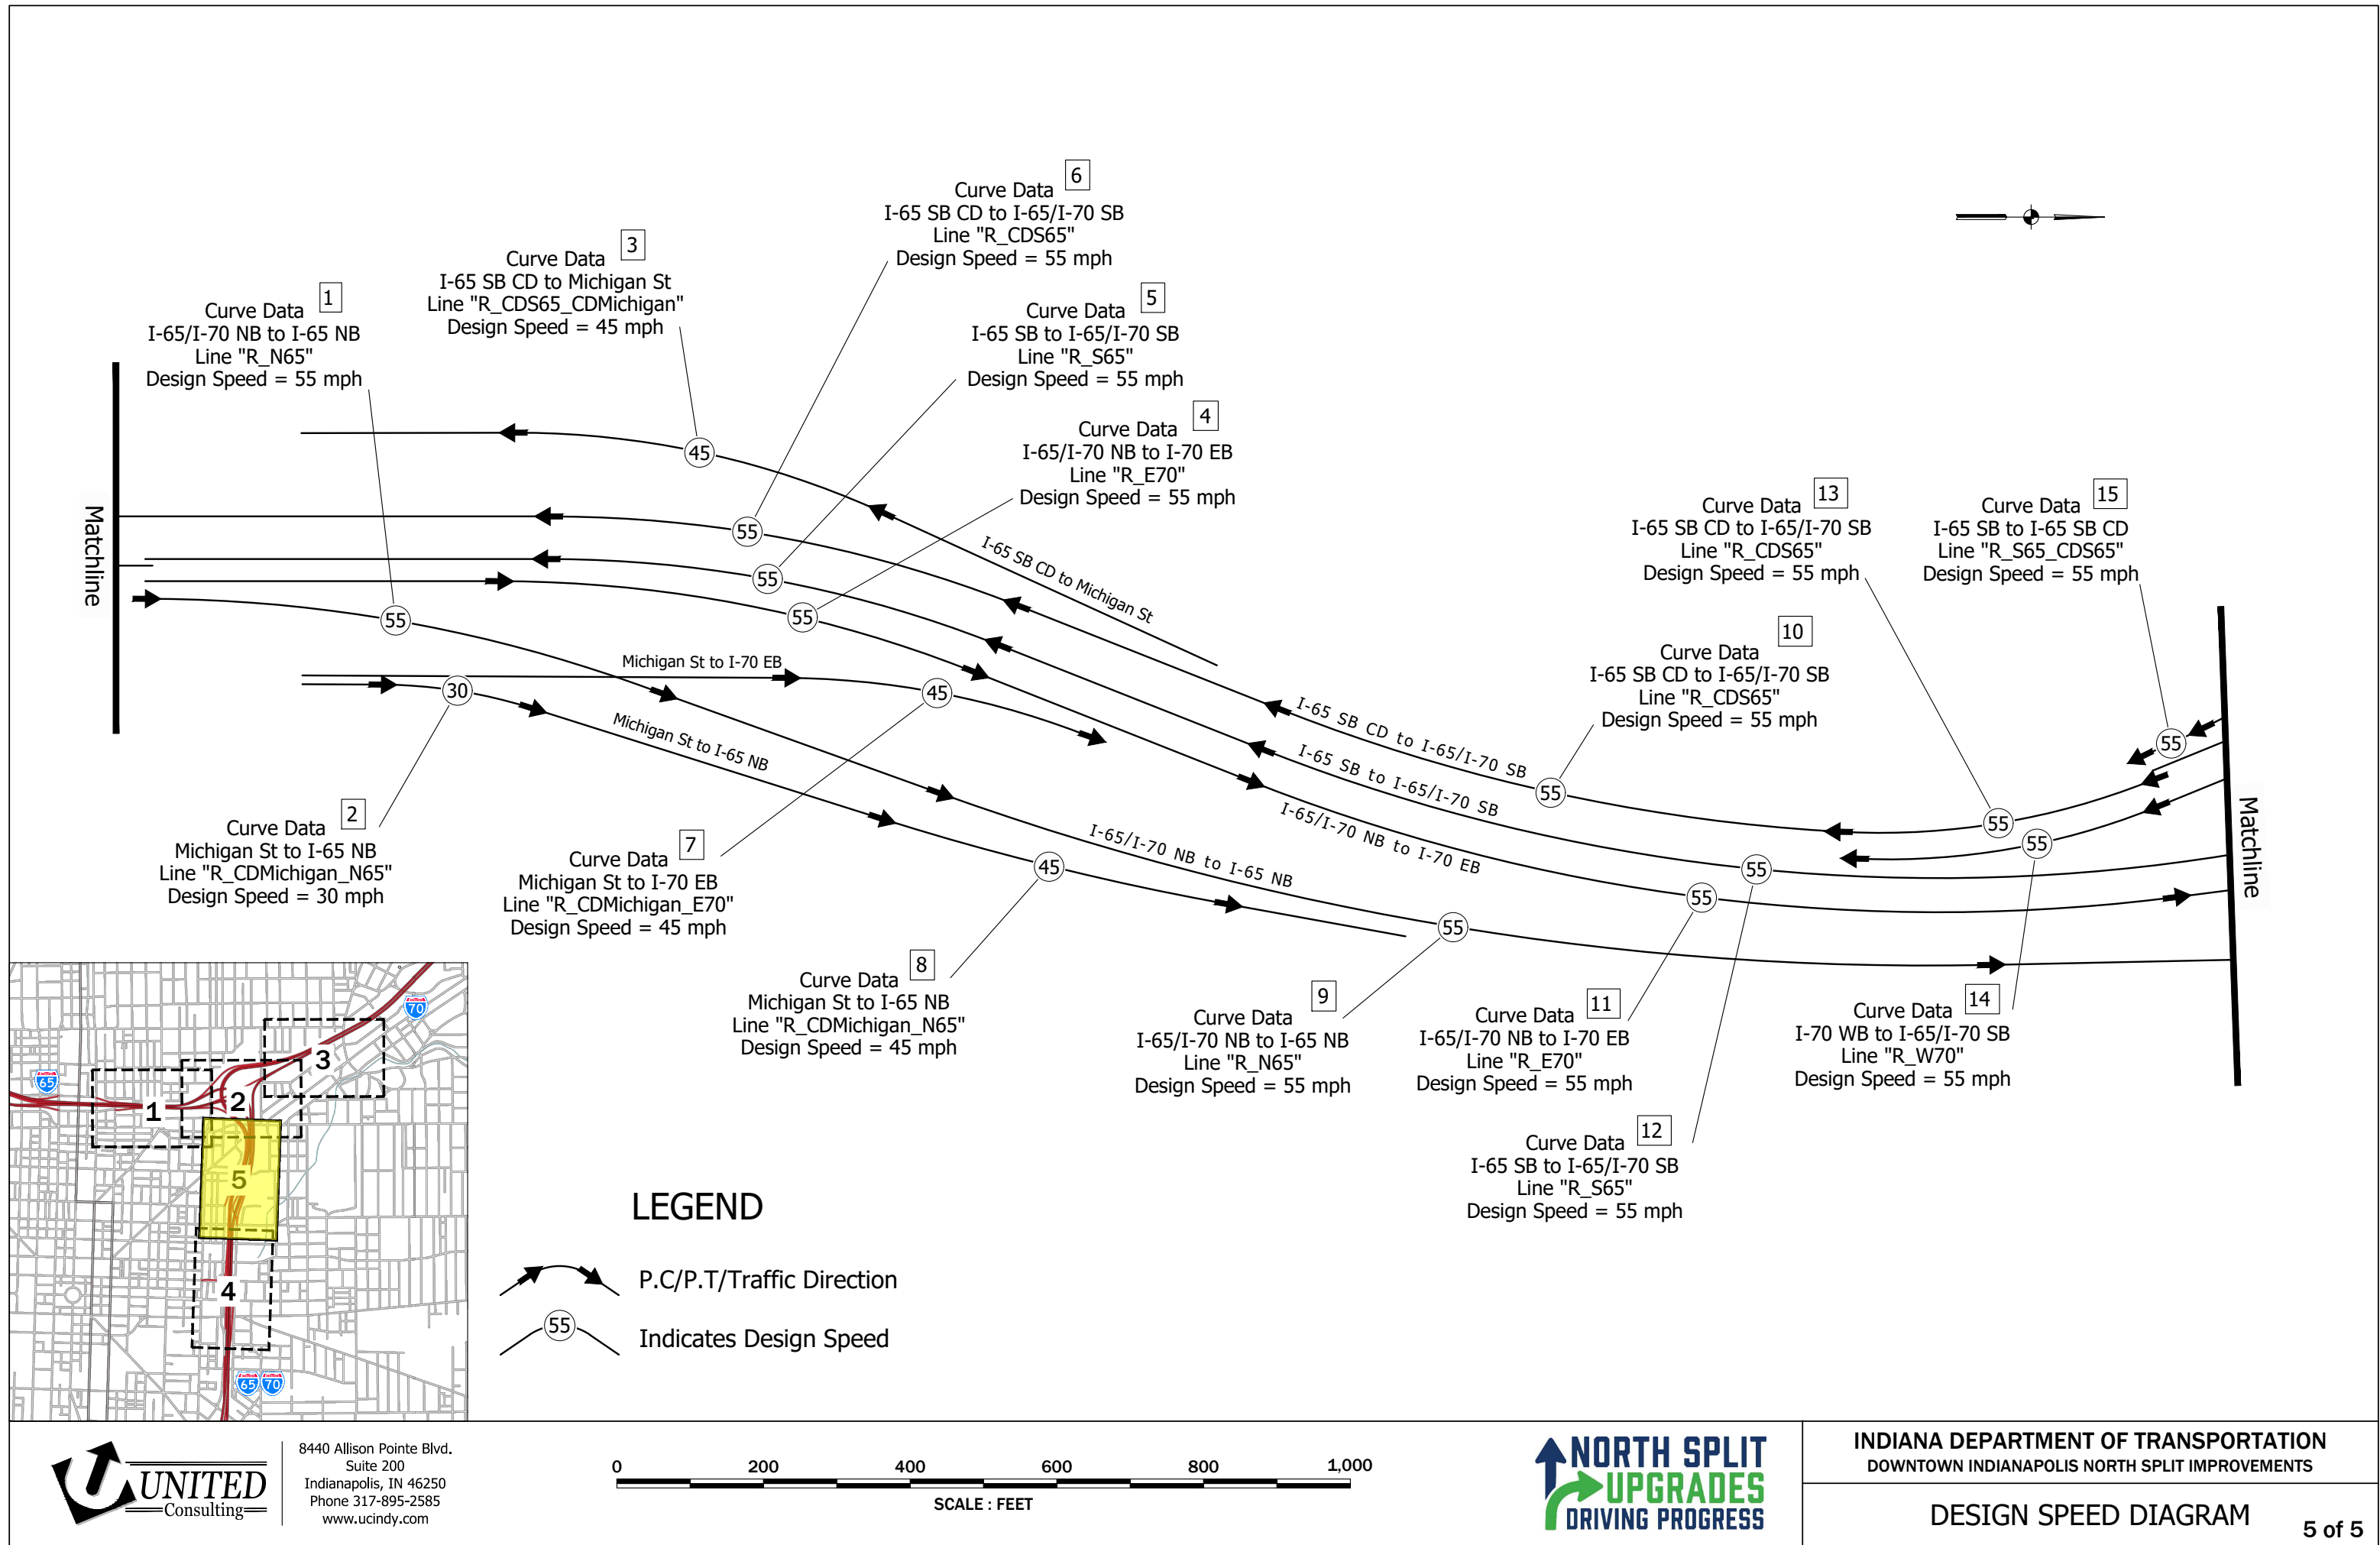 6
Curve Data
I-65 SB CD to I-65/I-70 SB
Line "R_CDS65"
Design Speed = 55 mph
3
Curve Data
I-65 SB CD to Michigan St
Line "R_CDS65_CDMichigan"
Design Speed = 45 mph
1
Curve Data
I-65/I-70 NB to I-65 NB
Line "R_N65"
Design Speed = 55 mph
5
Curve Data
I-65 SB to I-65/I-70 SB
Line "R_S65"
Design Speed = 55 mph
4
Curve Data
I-65/I-70 NB to I-70 EB
Line "R_E70"
Design Speed = 55 mph
13
Curve Data
I-65 SB CD to I-65/I-70 SB
Line "R_CDS65"
Design Speed = 55 mph
15
Curve Data
I-65 SB to I-65 SB CD
Line "R_S65_CDS65"
Design Speed = 55 mph
10
Curve Data
I-65 SB CD to I-65/I-70 SB
Line "R_CDS65"
Design Speed = 55 mph
Matchline
45
55
55
55
55
30
45
45
55
55
55
55
55
55
55
I-65 SB CD to Michigan St
Michigan St to I-70 EB
Michigan St to I-65 NB
I-65 SB CD to I-65/I-70 SB
I-65 SB to I-65/I-70 SB
I-65/I-70 NB to I-70 EB
I-65/I-70 NB to I-65 NB
Matchline
2
Curve Data
Michigan St to I-65 NB
Line "R_CDMichigan_N65"
Design Speed = 30 mph
7
Curve Data
Michigan St to I-70 EB
Line "R_CDMichigan_E70"
Design Speed = 45 mph
8
Curve Data
Michigan St to I-65 NB
Line "R_CDMichigan_N65"
Design Speed = 45 mph
9
Curve Data
I-65/I-70 NB to I-65 NB
Line "R_N65"
Design Speed = 55 mph
11
Curve Data
I-65/I-70 NB to I-70 EB
Line "R_E70"
Design Speed = 55 mph
14
Curve Data
I-70 WB to I-65/I-70 SB
Line "R_W70"
Design Speed = 55 mph
12
Curve Data
I-65 SB to I-65/I-70 SB
Line "R_S65"
Design Speed = 55 mph
70
3
65
1
2
5
4
65
70
LEGEND
P.C/P.T/Traffic Direction
55
Indicates Design Speed
UNITED
Consulting
8440 Allison Pointe Blvd.
Suite 200
Indianapolis, IN 46250
Phone 317-895-2585
www.ucindy.com
0 200 400 600 800 1,000
SCALE : FEET
NORTH SPLIT
UPGRADES
DRIVING PROGRESS
INDIANA DEPARTMENT OF TRANSPORTATION
DOWNTOWN INDIANAPOLIS NORTH SPLIT IMPROVEMENTS
DESIGN SPEED DIAGRAM
5 of 5